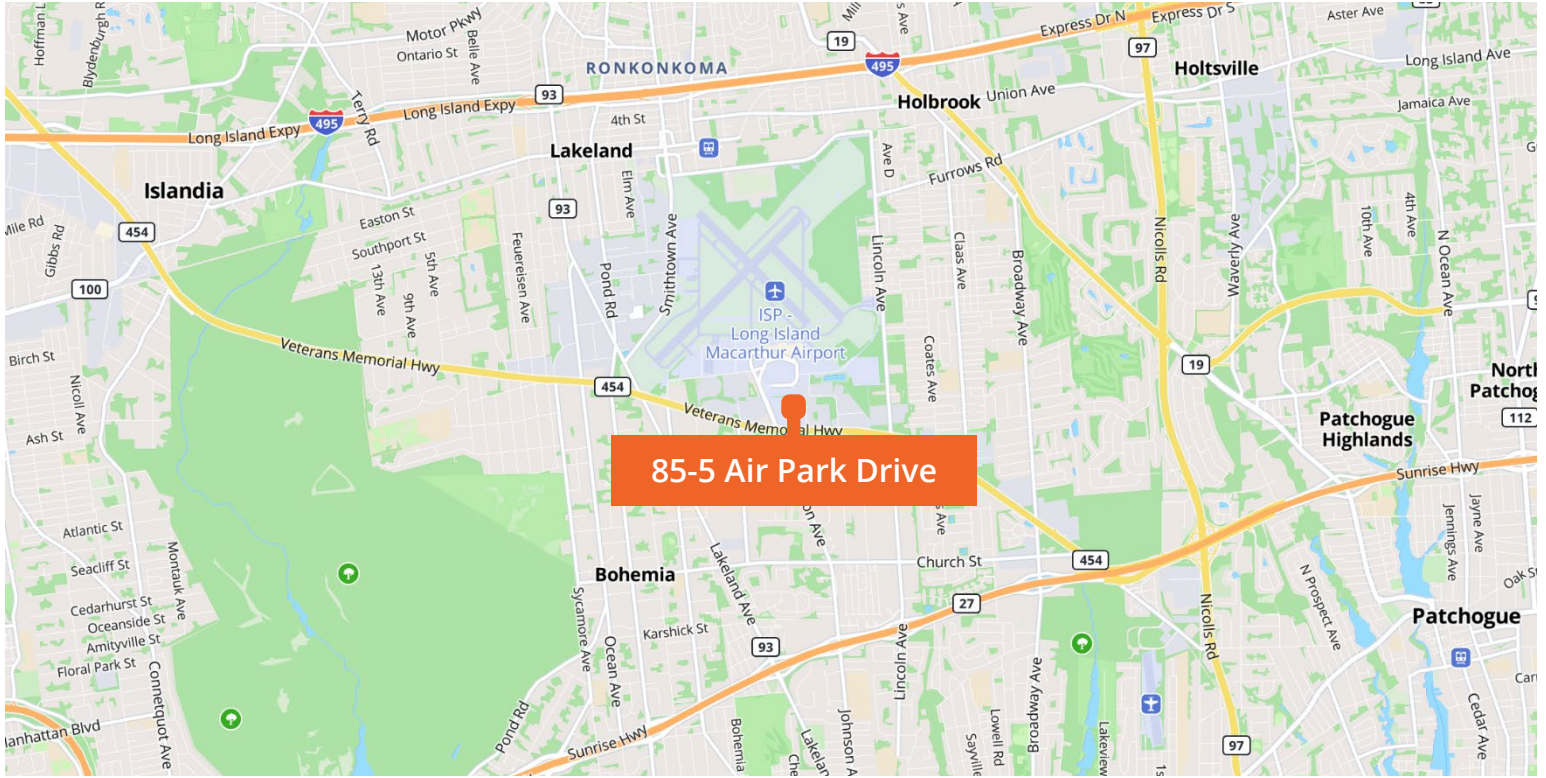 Hoffman
Blydenburgh R
Motor Pkwy
Ontario St
Belle Ave
RONKONKOMA
19
495
Express Dr N
Express Dr S
97
Aster Ave
Holtsville
Long Island Ave
Long Island Expy
495
Terry Rd
Long Island Expy
93
4th St
Holbrook
Union Ave
Jamaica Ave
Lakeland
Ave D
Furrows Rd
Islandia
Easton St
Southport St
93
Elm Ave
Smithtown Ave
Mile Rd
Gibbs Rd
454
100
13th Ave
9th Ave
5th Ave
Feuereisen Ave
Pond Rd
Lincoln Ave
Claas Ave
Broadway Ave
Nicolls Rd
Waverly Ave
10th Ave
4th Ave
N Ocean Ave
ISP -
Long Island
Macarthur Airport
Birch St
Nicoll Ave
Veterans Memorial Hwy
454
Coates Ave
19
North
Patchog
112
Ash St
Veterans Memorial Hwy
Patchogue
Highlands
85-5 Air Park Drive
Sunrise Hwy
Atlantic St
Seacliff St
Montauk Ave
Jennings Ave
Jayne Ave
on Ave
s Ave
Church St
454
Bohemia
Lakeland Ave
Oak S
Cedarhurst St
Oceanside St
Amityville St
Floral Park St
Sycamore Ave
Ocean Ave
Karshick St
93
27
Lincoln Ave
Nicolls Rd
N Prospect Ave
Patchogue
Connetquot Ave
Manhattan Blvd
Pond Rd
Sunrise Hwy
Bohemia
Lakelan
Johnson A
Sayville
Lowell Rd
Broadway Ave
Lakeview
97
Cedar Ave